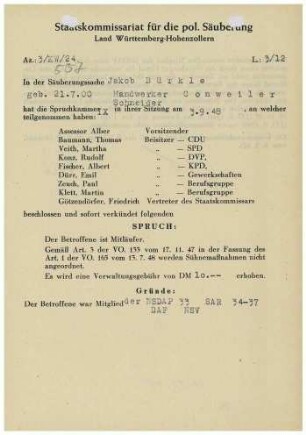 Staatskommissariat für die pol. Säuberung
Land Württemberg-Hohenzollern
Az.: 3/XII/24. L: 3/12
557
In der Säuberungssache Jakob Bürkle
geb. 21.7.00 Handwerker Conweiler
Schneider
hat die Spruchkammer IX in ihrer Sitzung am 3.9.48 an welcher
teilgenommen haben:
Assessor Alber Vorsitzender
Baumann, Thomas Beisitzer — CDU
Veith, Martha „ — SPD
Konz, Rudolf „ — DVP,
Fischer, Albert „ — KPD,
Dürr, Emil „ — Gewerkschaften
Zeush, Paul „ — Berufsgruppe
Klett, Martin „ — Berufsgruppe
Götzendörfer, Friedrich Vertreter des Staatskommissars
beschlossen und sofort verkündet folgenden
SPRUCH:
Der Betroffene ist Mitläufer.
Gemäß Art. 3 der VO. 133 vom 17. 11. 47 in der Fassung des
Art. 1 der VO. 165 vom 13. 7. 48 werden Sühnemaßnahmen nicht
angeordnet.
Es wird eine Verwaltungsgebühr von DM 10.-- erhoben.
Gründe:
Der Betroffene war Mitglied der NSDAP 33 SAR 34-37
DAF NSV